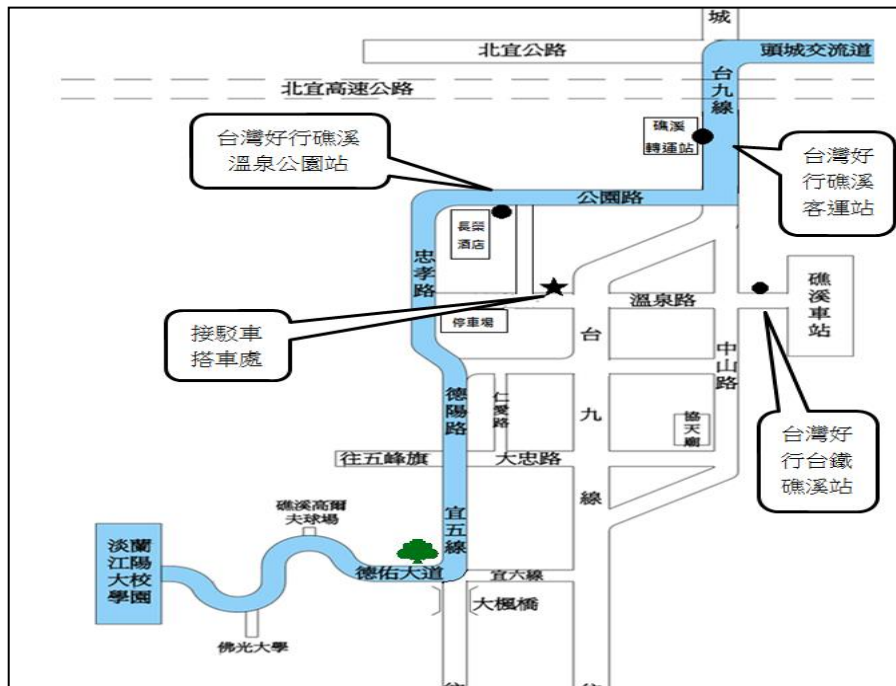 城
北宜公路
頭城交流道
北宜高速公路
台九線
台灣好行礁溪
溫泉公園站
礁溪
轉運站
台灣好
行礁溪
客運站
公園路
長榮
酒店
忠孝路
礁溪車站
溫泉路
停車場
接駁車
搭車處
台九線
中山路
德陽路
仁愛路
協天廟
往五峰旗
大忠路
台灣好
行台鐵
礁溪站
礁溪高爾
夫球場
宜五線
淡江大學
蘭陽校園
德佑大道
宜六線
大楓橋
佛光大學